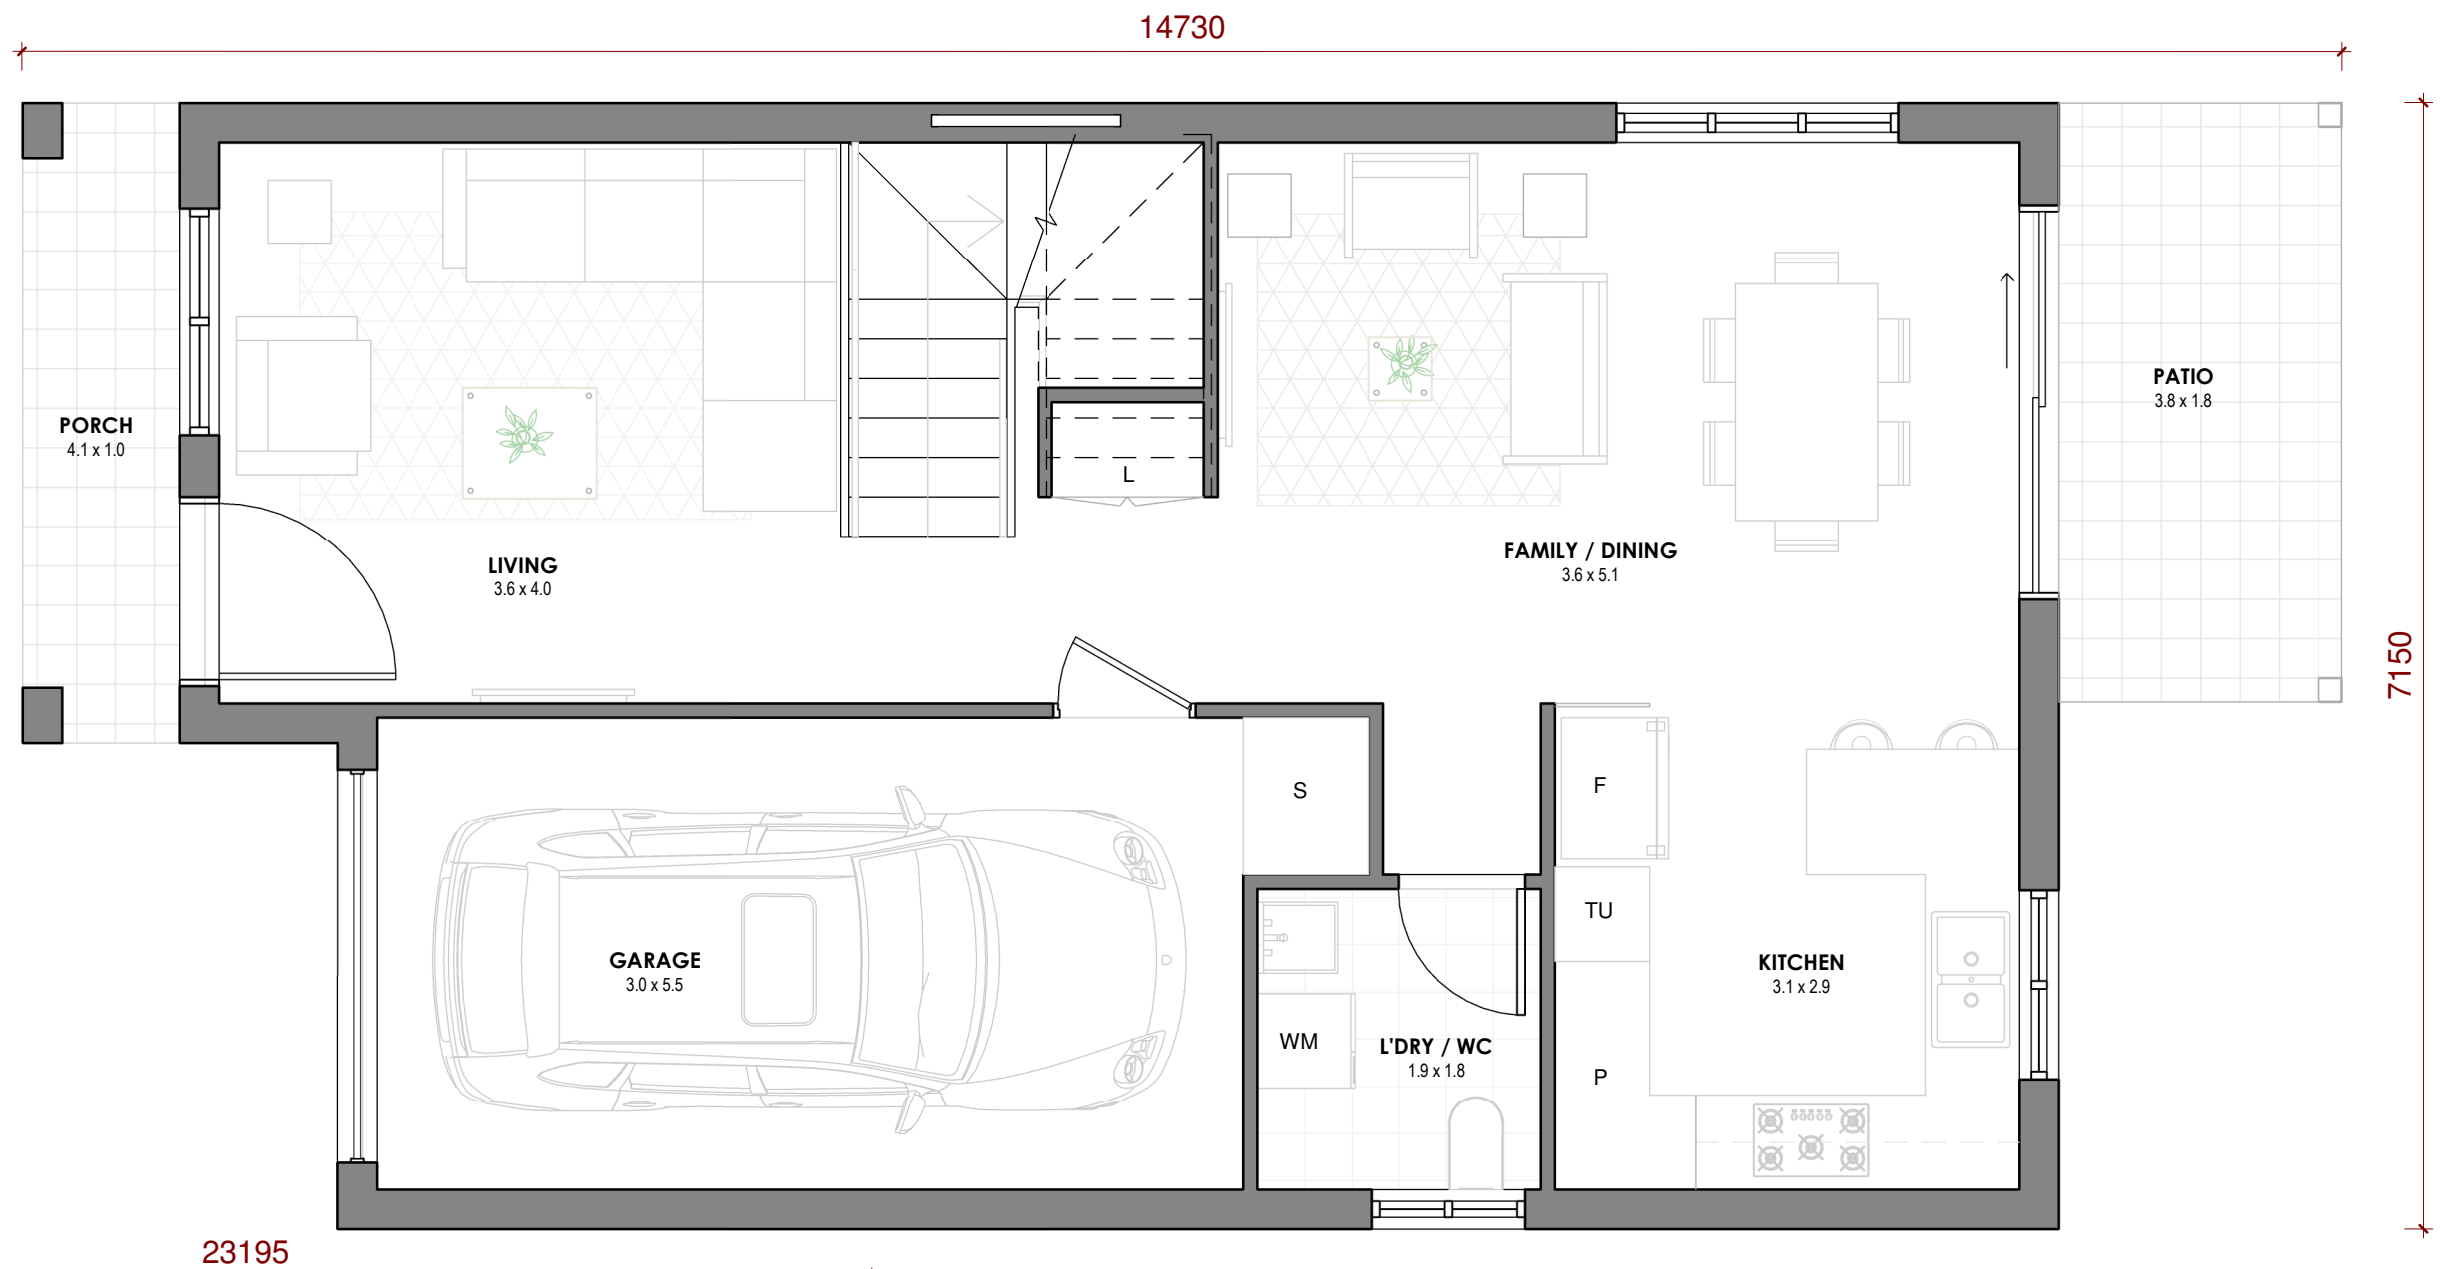 14730
PORCH
4.1 x 1.0
LIVING
3.6 x 4.0
L
FAMILY / DINING
3.6 x 5.1
PATIO
3.8 x 1.8
7150
GARAGE
3.0 x 5.5
S
F
TU
P
KITCHEN
3.1 x 2.9
WM
L'DRY / WC
1.9 x 1.8
23195